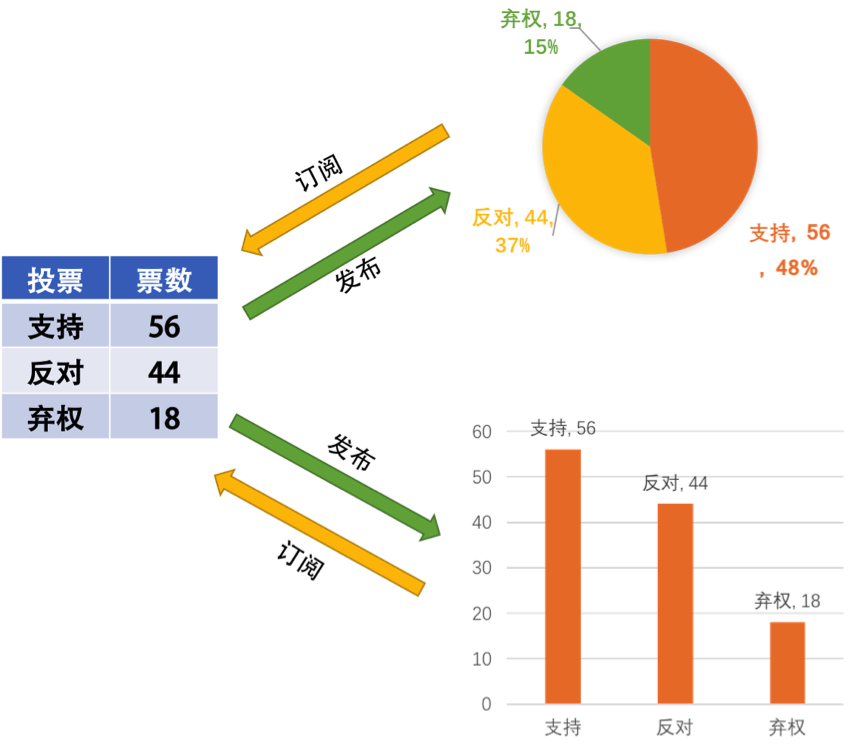 弃权, 18,
15%
订阅
反对, 44,
37%
支持, 56
, 48%
发布
投票 票数
支持 56
反对 44
弃权 18
发布
订阅
60
50
40
30
20
10
0
支持, 56
反对, 44
弃权, 18
支持 反对 弃权